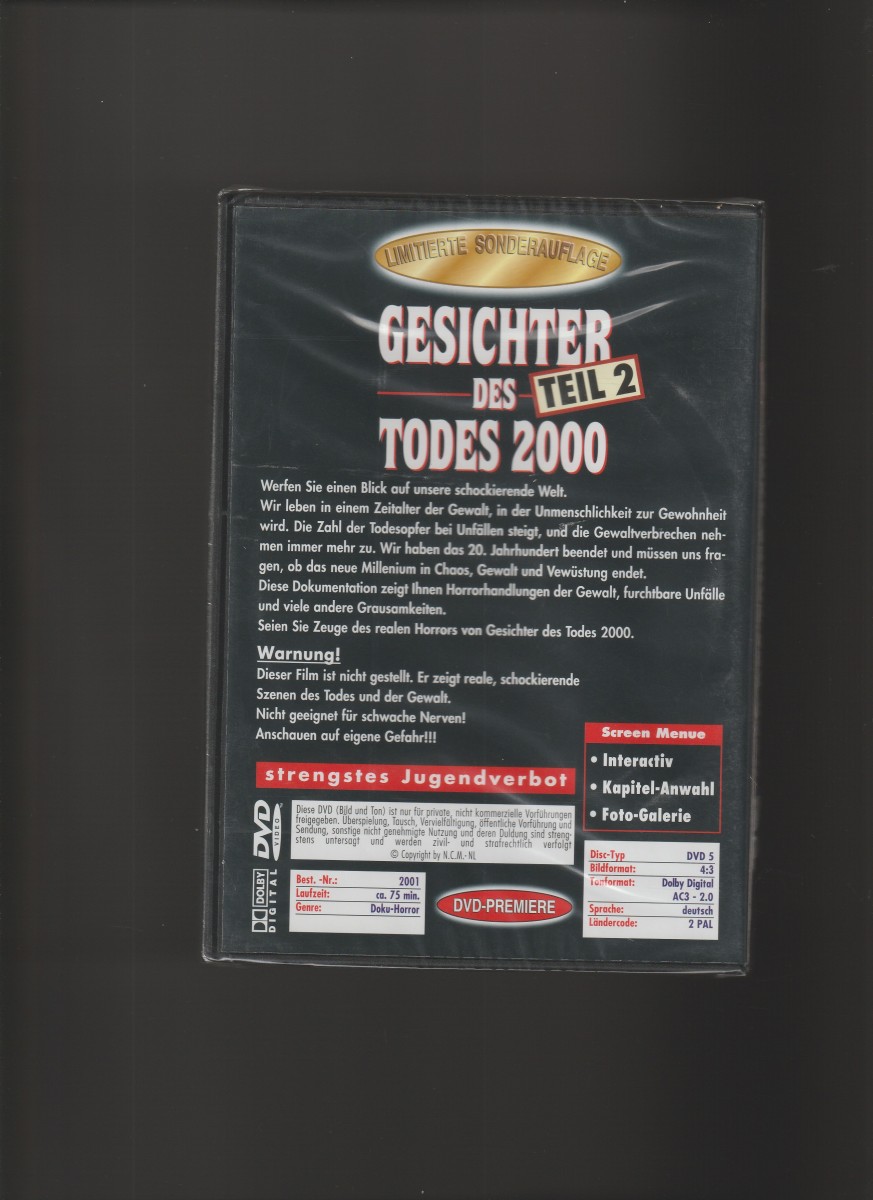 LIMITIERTE SONDERAUFLAGE
GESICHTER
DES
TEIL 2
TODES 2000
Werfen Sie einen Blick auf unsere schockierende Welt.
Wir leben in einem Zeitalter der Gewalt, in der Unmenschlichkeit zur Gewohnheit
wird. Die Zahl der Todesopfer bei Unfällen steigt, und die Gewaltverbrechen neh-
men immer mehr zu. Wir haben das 20. Jahrhundert beendet und müssen uns fra-
gen, ob das neue Millenium in Chaos, Gewalt und Vewüstung endet.
Diese Dokumentation zeigt Ihnen Horrorhandlungen der Gewalt, furchtbare Unfälle
und viele andere Grausamkeiten.
Seien Sie Zeuge des realen Horrors von Gesichter des Todes 2000.
Warnung!
Dieser Film ist nicht gestellt. Er zeigt reale, schockierende
Szenen des Todes und der Gewalt.
Nicht geeignet für schwache Nerven!
Anschauen auf eigene Gefahr!!!
strengstes Jugendverbot
Screen Menue
• Interactiv
• Kapitel-Anwahl
• Foto-Galerie
DVD
VIDEO
Diese DVD (Bild und Ton) ist nur für private, nicht kommerzielle Vorführungen
freigegeben. Überspielung, Tausch, Vervielfältigung, öffentliche Vorführung und
Sendung, sonstige nicht genehmigte Nutzung und deren Duldung sind streng-
stens untersagt und werden zivil- und strafrechtlich verfolgt
© Copyright by N.C.M.- NL
DOLBY
DIGITAL
Best. -Nr.: 2001
Laufzeit: ca. 75 min.
Genre: Doku-Horror
DVD-PREMIERE
Disc-Typ DVD 5
Bildformat: 4:3
Tonformat: Dolby Digital
AC3 - 2.0
Sprache: deutsch
Ländercode: 2 PAL